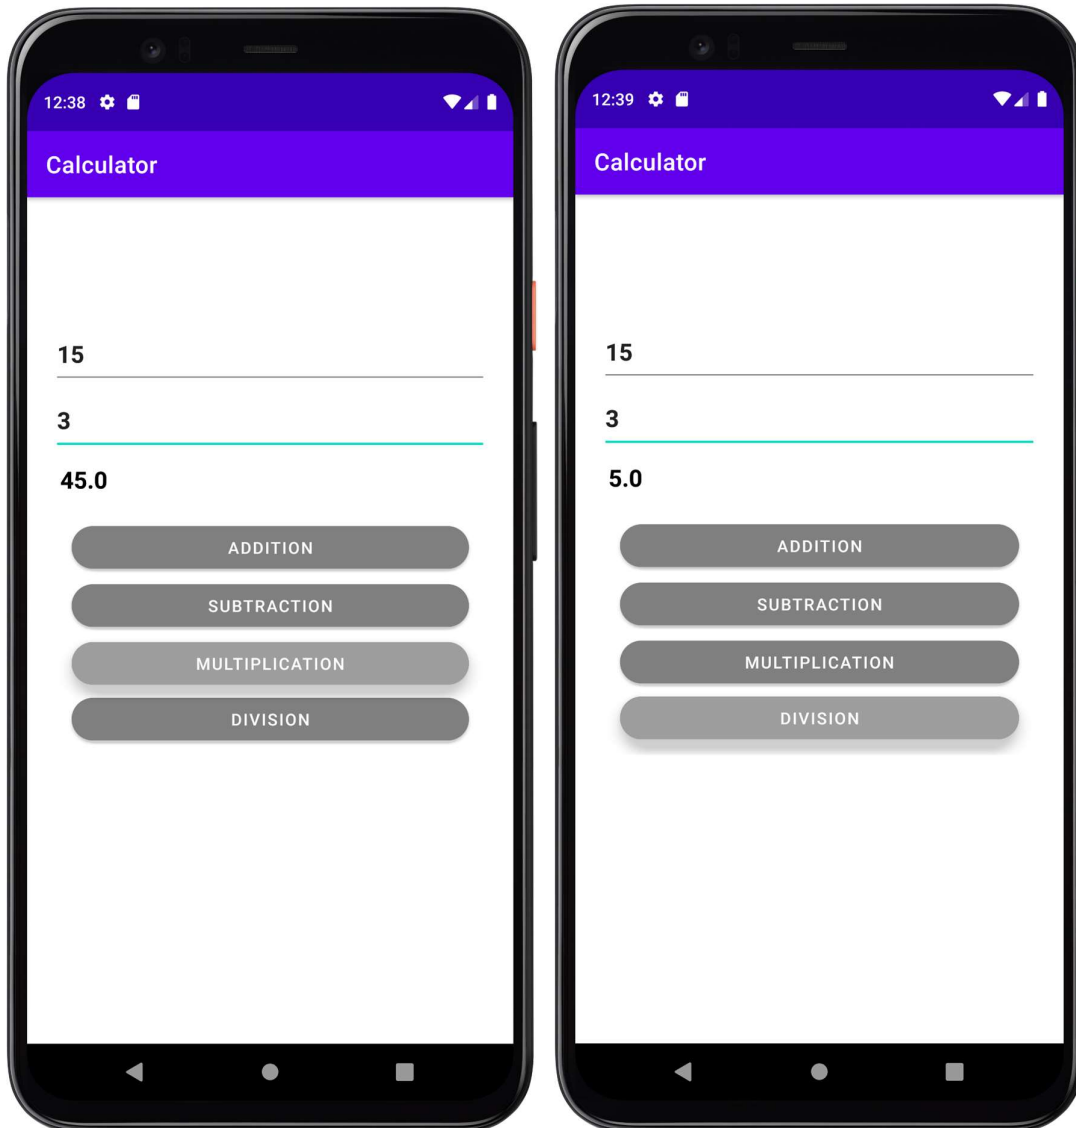 12:38
Calculator
15
3
45.0
ADDITION
SUBTRACTION
MULTIPLICATION
DIVISION
12:39
Calculator
15
3
5.0
ADDITION
SUBTRACTION
MULTIPLICATION
DIVISION